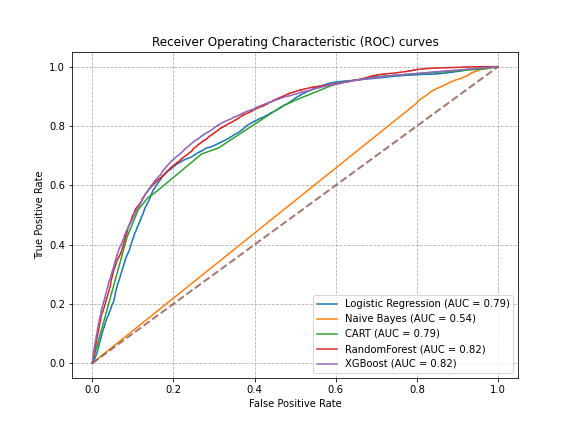 Receiver Operating Characteristic (ROC) curves
1.0
0.8
0.6
0.4
0.2
0.0
True Positive Rate
0.0 0.2 0.4 0.6 0.8 1.0
False Positive Rate
Logistic Regression (AUC = 0.79)
Naive Bayes (AUC = 0.54)
CART (AUC = 0.79)
RandomForest (AUC = 0.82)
XGBoost (AUC = 0.82)